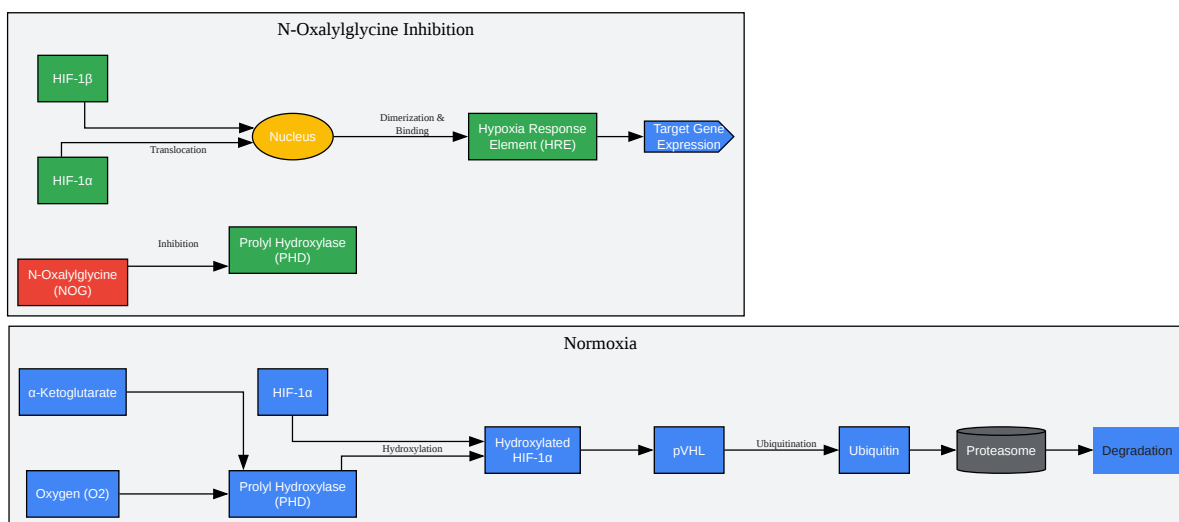 N-Oxalylglycine Inhibition
HIF-1β
Nucleus
Dimerization &
Binding
Hypoxia Response
Element (HRE)
Target Gene
Expression
Translocation
HIF-1α
Inhibition
Prolyl Hydroxylase
(PHD)
N-Oxalylglycine
(NOG)
Normoxia
α-Ketoglutarate
HIF-1α
Hydroxylation
Hydroxylated
HIF-1α
pVHL
Ubiquitination
Ubiquitin
Proteasome
Degradation
Oxygen (O2)
Prolyl Hydroxylase
(PHD)